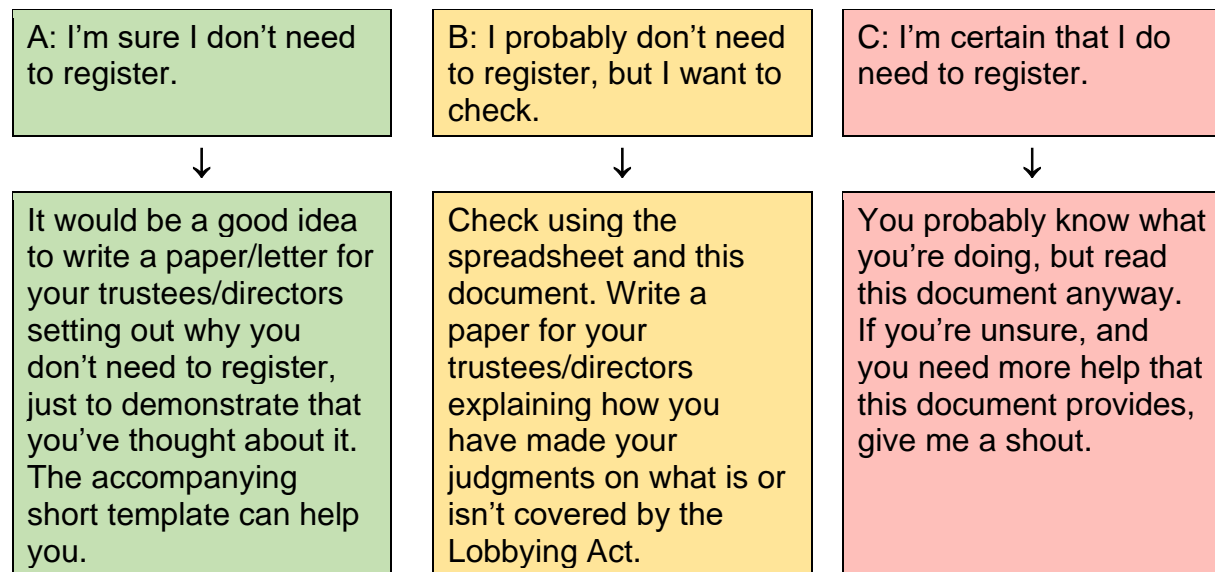 A: I’m sure I don’t need
to register.
↓
It would be a good idea
to write a paper/letter for
your trustees/directors
setting out why you
don’t need to register,
just to demonstrate that
you’ve thought about it.
The accompanying
short template can help
you.
B: I probably don’t need
to register, but I want to
check.
↓
Check using the
spreadsheet and this
document. Write a
paper for your
trustees/directors
explaining how you
have made your
judgments on what is or
isn’t covered by the
Lobbying Act.
C: I’m certain that I do
need to register.
↓
You probably know what
you’re doing, but read
this document anyway.
If you’re unsure, and
you need more help that
this document provides,
give me a shout.